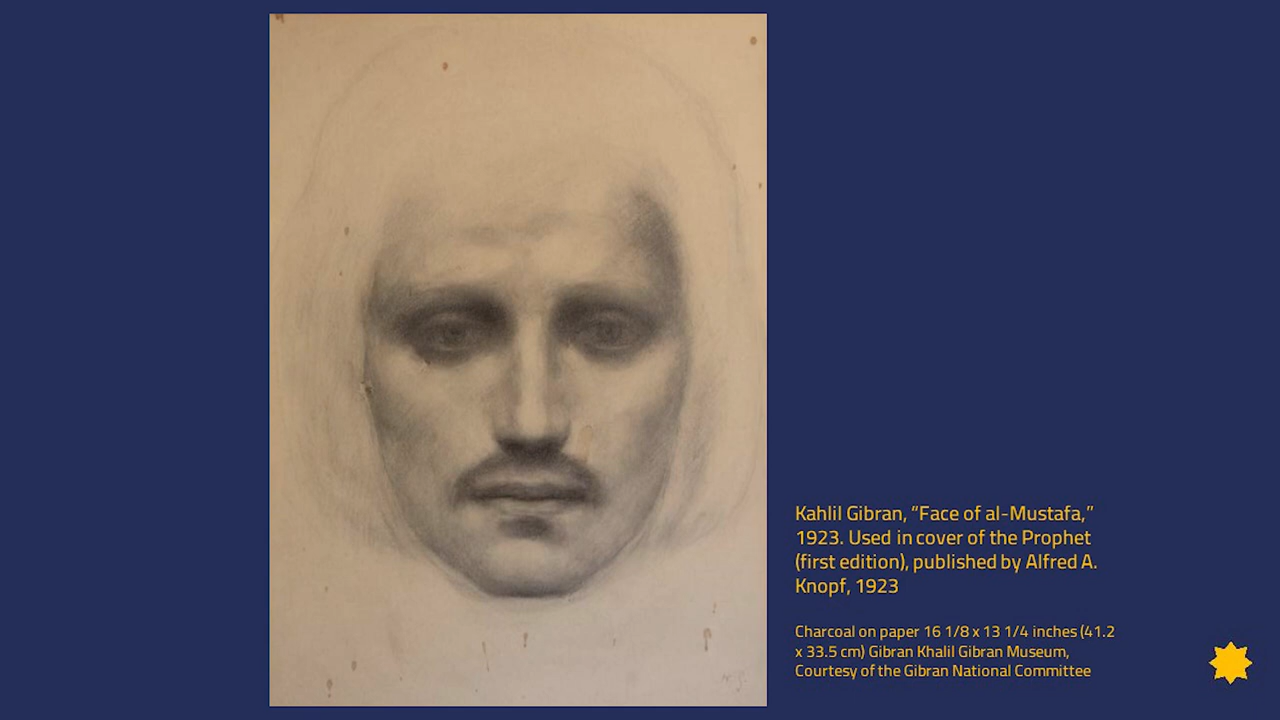 Kahlil Gibran, “Face of al-Mustafa,”
1923. Used in cover of the Prophet
(first edition), published by Alfred A.
Knopf, 1923
Charcoal on paper 16 1/8 x 13 1/4 inches (41.2
x 33.5 cm) Gibran Khalil Gibran Museum,
Courtesy of the Gibran National Committee